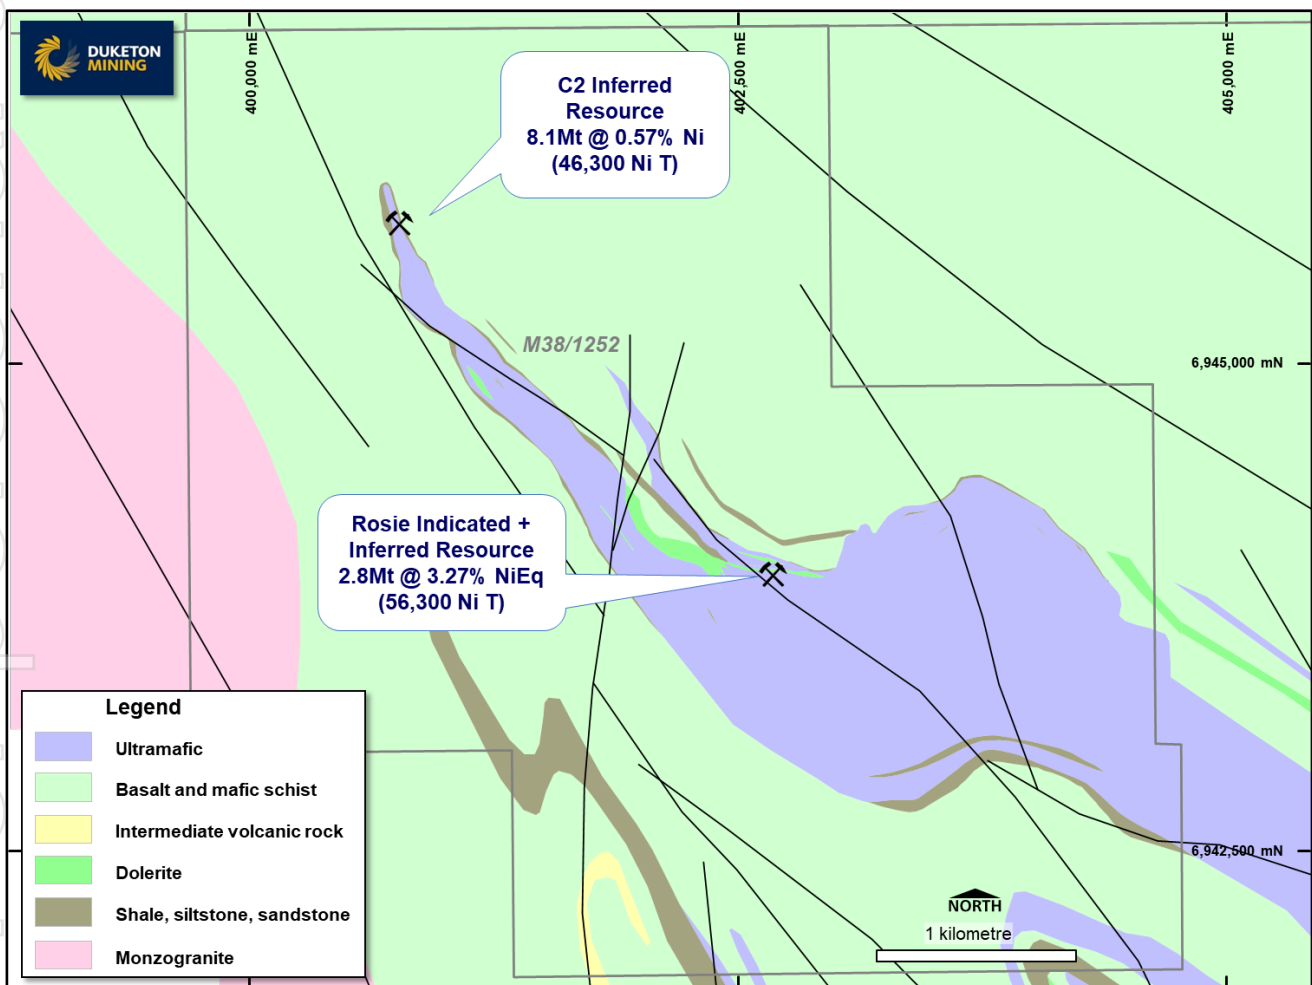 DUKETON
MINING
400,000 mE
402,500 mE
405,000 mE
C2 Inferred
Resource
8.1Mt @ 0.57% Ni
(46,300 Ni T)
M38/1252
6,945,000 mN
Rosie Indicated +
Inferred Resource
2.8Mt @ 3.27% NiEq
(56,300 Ni T)
6,942,500 mN
Legend
Ultramafic
Basalt and mafic schist
Intermediate volcanic rock
Dolerite
Shale, siltstone, sandstone
Monzogranite
NORTH
1 kilometre